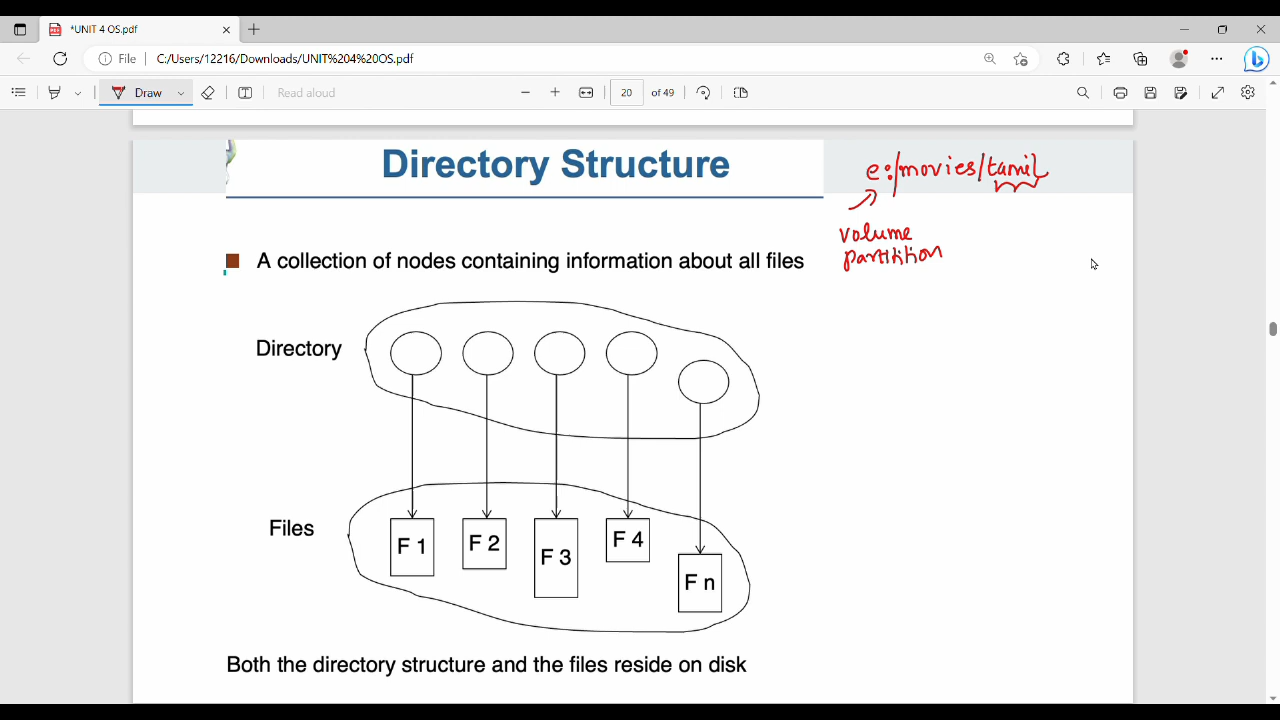 *UNIT 4 OS.pdf
File C:/Users/12216/Downloads/UNIT%204%20OS.pdf
Draw Read aloud 20 of 49
Directory Structure
e:/movies/tamil
volume
partitition
A collection of nodes containing information about all files
Directory
Files
F 1 F 2 F 3 F 4 F n
Both the directory structure and the files reside on disk